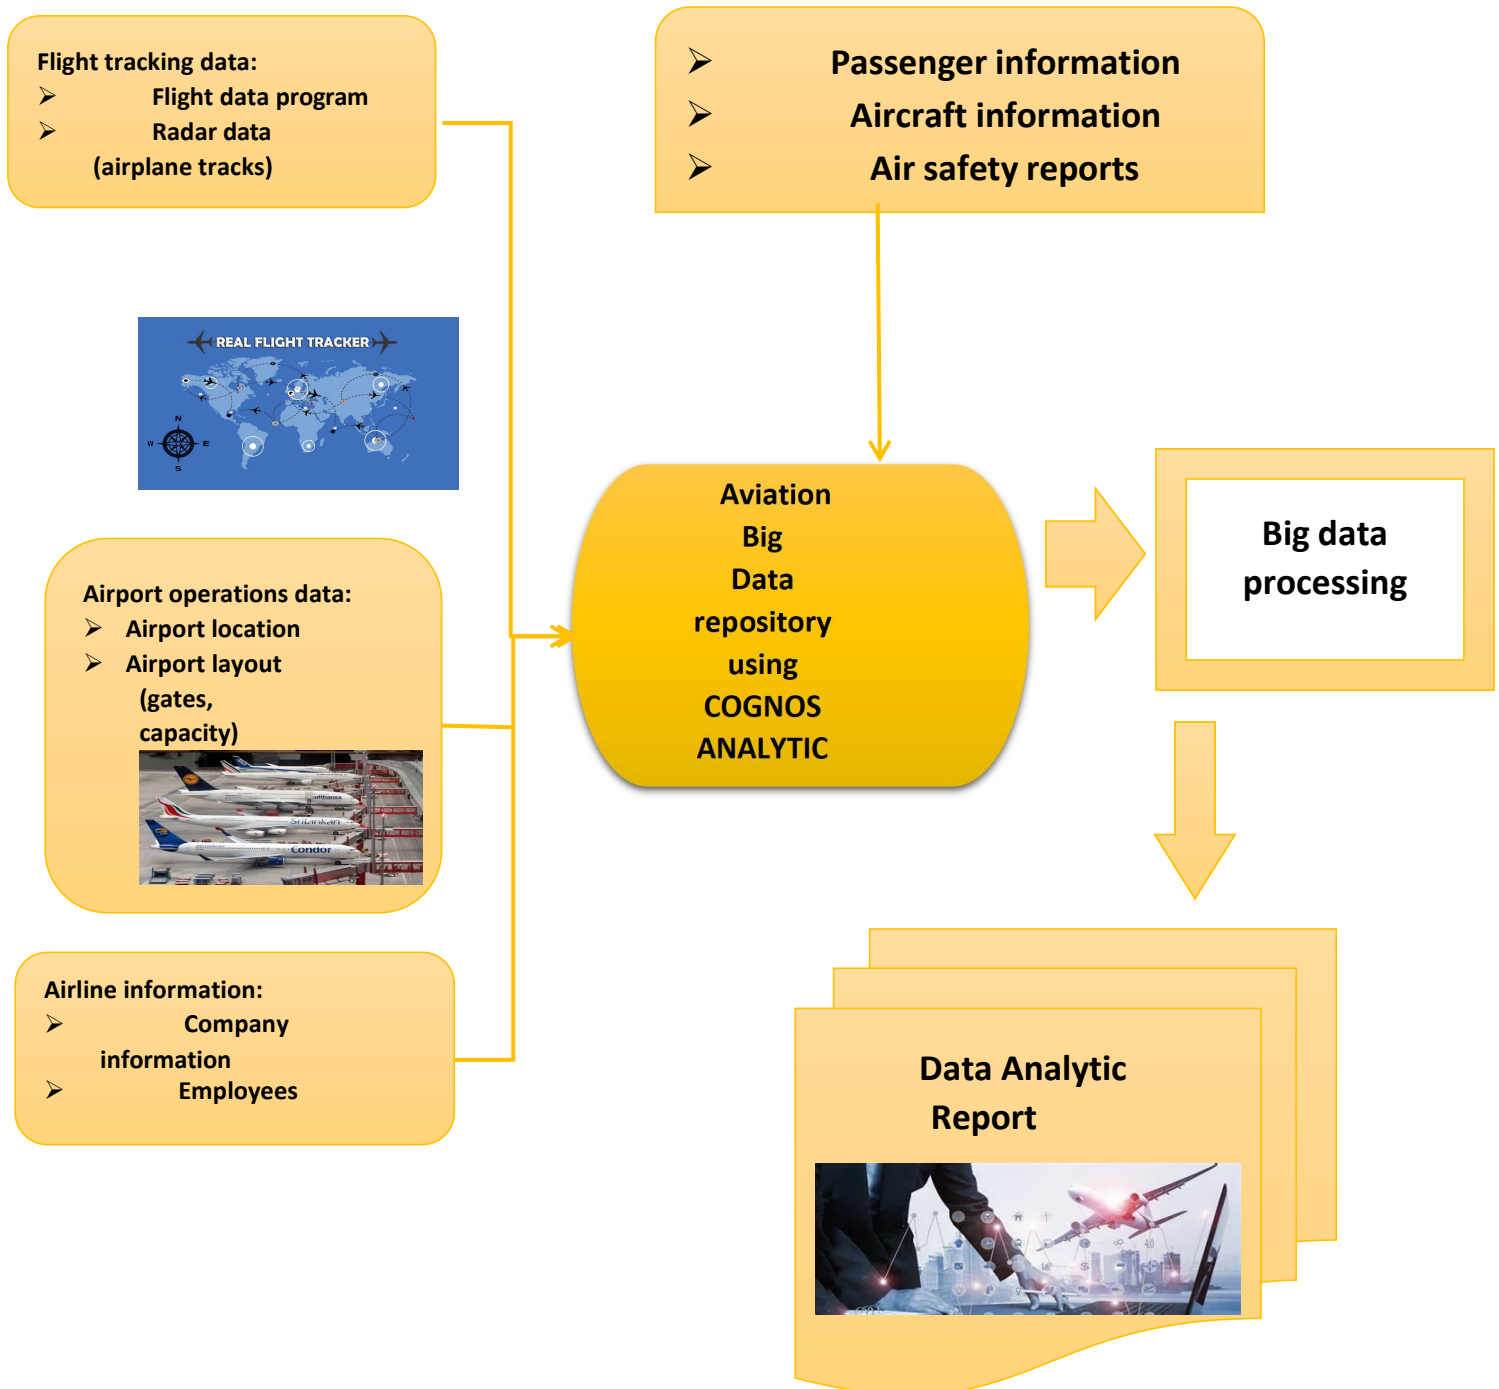 Flight tracking data:
➢ Flight data program
➢ Radar data
(airplane tracks)
➢ Passenger information
➢ Aircraft information
➢ Air safety reports
REAL FLIGHT TRACKER
N
W E
S
Airport operations data:
➢ Airport location
➢ Airport layout
(gates,
capacity)
Lufthansa
SriLankan
Condor
Airline information:
➢ Company
information
➢ Employees
Aviation
Big
Data
repository
using
COGNOS
ANALYTIC
Big data
processing
Data Analytic
Report